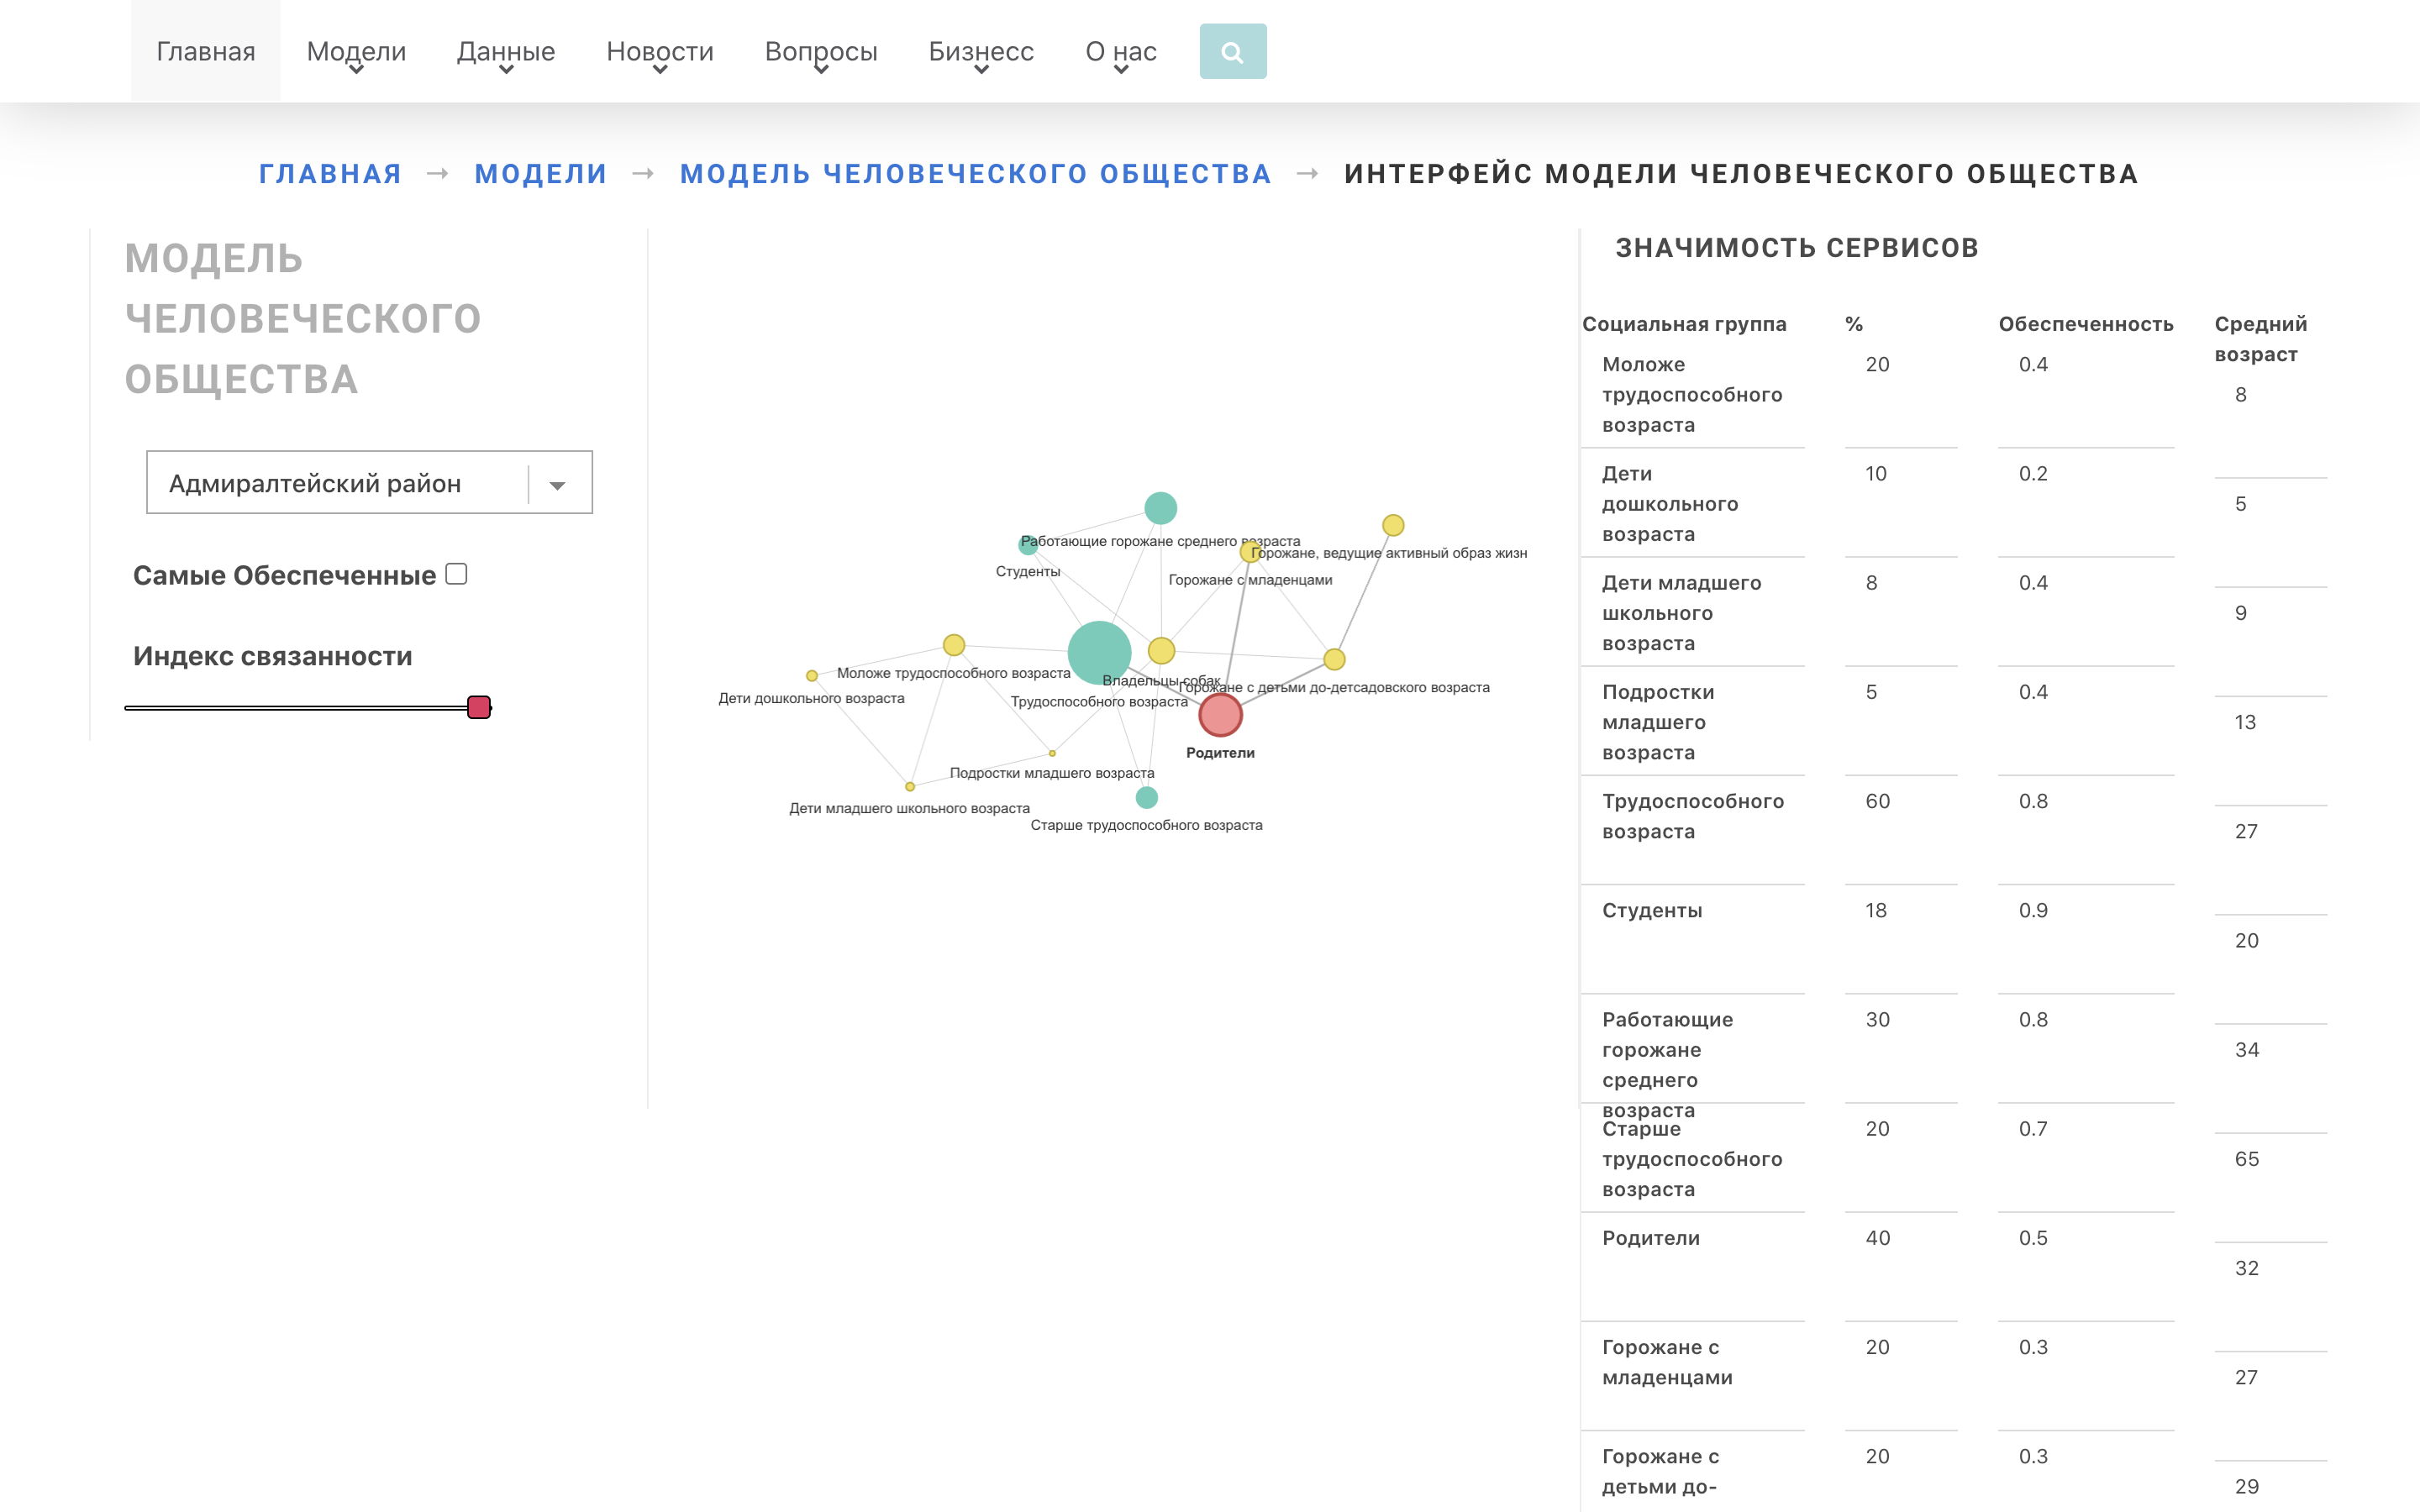 Главная Модели Данные Новости Вопросы Бизнесс О нас
ГЛАВНАЯ → МОДЕЛИ → МОДЕЛЬ ЧЕЛОВЕЧЕСКОГО ОБЩЕСТВА → ИНТЕРФЕЙС МОДЕЛИ ЧЕЛОВЕЧЕСКОГО ОБЩЕСТВА
МОДЕЛЬ
ЧЕЛОВЕЧЕСКОГО
ОБЩЕСТВА
Адмиралтейский район
Самые Обеспеченные
Индекс связанности
Работающие горожане среднего возраста
Горожане, ведущие активный образ жизн
Студенты
Горожане с младенцами
Моложе трудоспособного возраста
Владельцы собак
Горожане с детьми до-детсадовского возраста
Дети дошкольного возраста
Трудоспособного возраста
Родители
Подростки младшего возраста
Дети младшего школьного возраста
Старше трудоспособного возраста
ЗНАЧИМОСТЬ СЕРВИСОВ
Социальная группа % Обеспеченность Средний
возраст
Моложе 20 0.4
трудоспособного 8
возраста
Дети 10 0.2
дошкольного 5
возраста
Дети младшего 8 0.4
школьного 9
возраста
Подростки 5 0.4
младшего 13
возраста
Трудоспособного 60 0.8
возраста 27
Студенты 18 0.9
20
Работающие 30 0.8
горожане 34
среднего
возраста
Старше 20 0.7
трудоспособного 65
возраста
Родители 40 0.5
32
Горожане с 20 0.3
младенцами 27
Горожане с 20 0.3
детьми до- 29